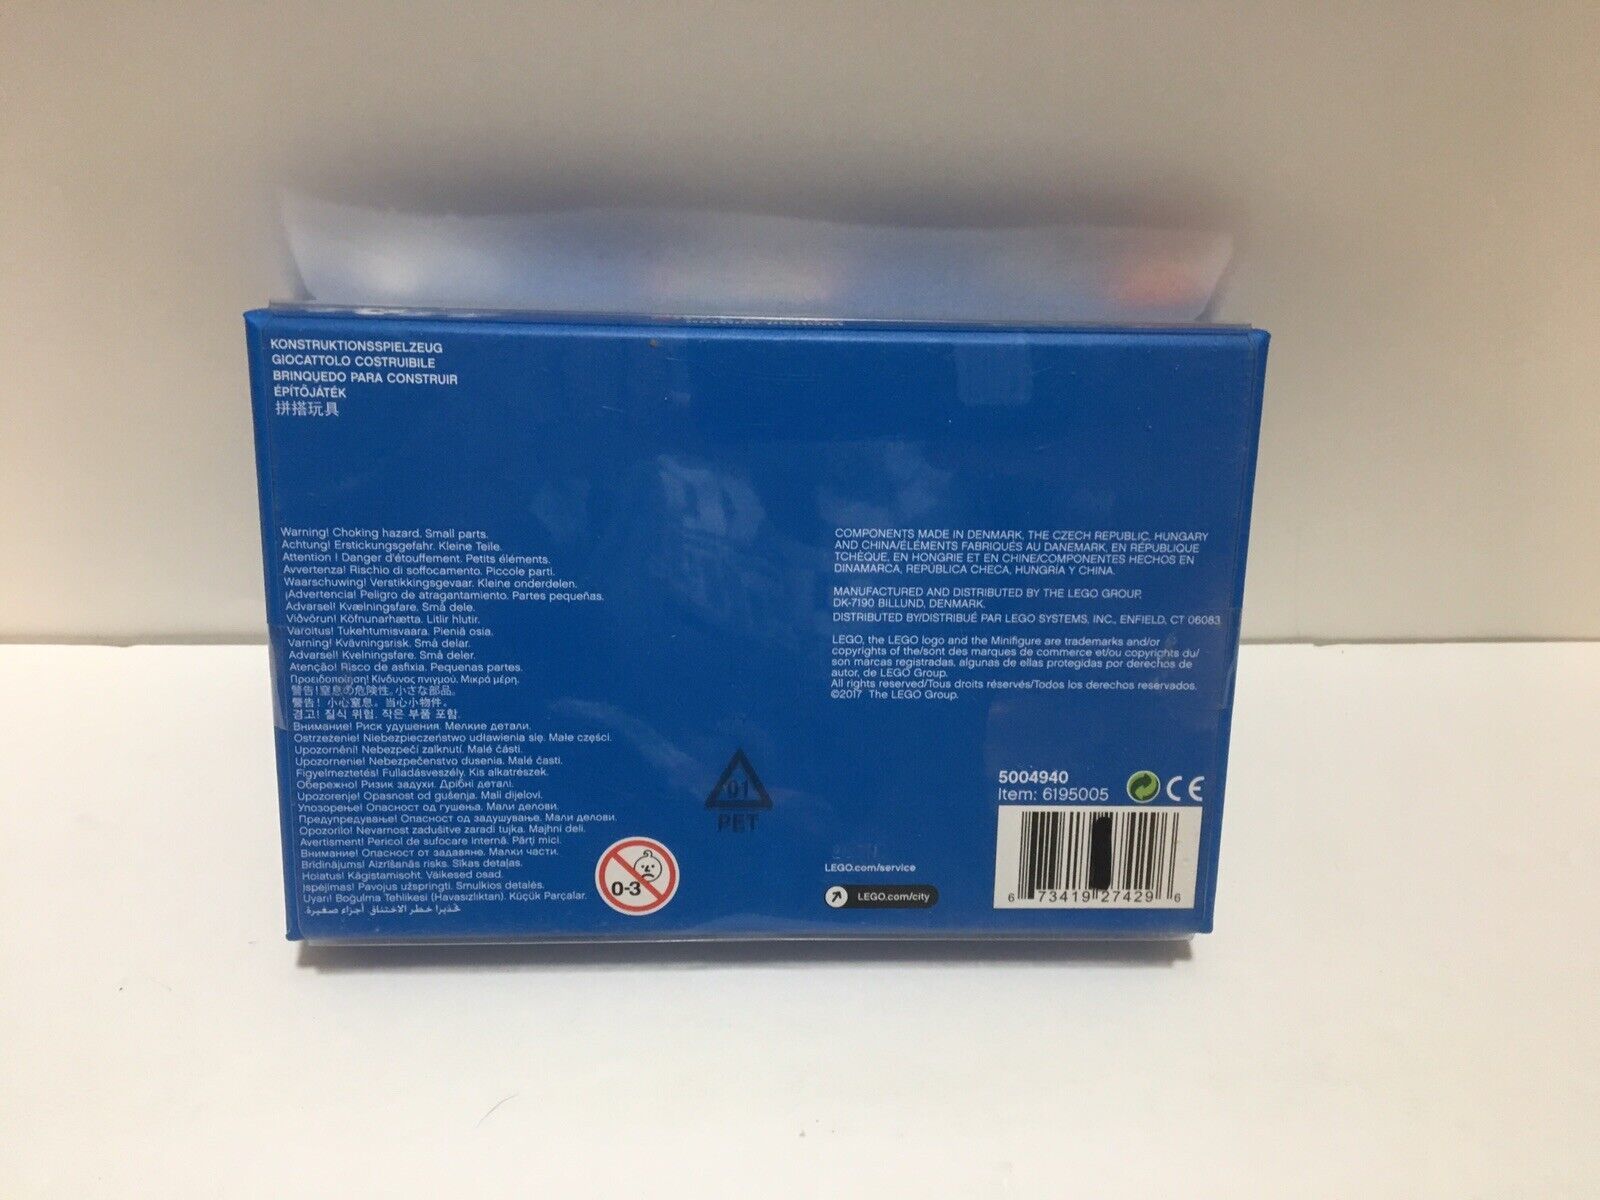 KONSTRUKTIONSSPIELZEUG
GIOCATTOLO COSTRUIBILE
BRINQUEDO PARA CONSTRUIR
ÉPÍTŐJÁTÉK
拼搭玩具
Warning! Choking hazard. Small parts.
Achtung! Erstickungsgefahr. Kleine Teile.
Attention ! Danger d'étouffement. Petits éléments.
Avvertenza! Rischio di soffocamento. Piccole parti.
Waarschuwing! Verstikkingsgevaar. Kleine onderdelen.
¡Advertencia! Peligro de atragantamiento. Partes pequeñas.
Advarsel! Kvælningsfare. Små dele.
Viðvörun! Köfnunarhætta. Litlir hlutir.
Varoitus! Tukehtumisvaara. Pieniä osia.
Varning! Kvävningsrisk. Små delar.
Advarsel! Kvelningsfare. Små deler.
Atenção! Risco de asfixia. Pequenas partes.
Προειδοποίηση! Κίνδυνος πνιγμού. Μικρά μέρη.
警告!窒息の危険性。小さな部品。
警告! 小心窒息。当心小物件。
경고! 질식 위험. 작은 부품 포함.
Внимание! Риск удушения. Мелкие детали.
Ostrzeżenie! Niebezpieczeństwo udławienia się. Małe części.
Upozornění! Nebezpečí zalknutí. Malé části.
Upozornenie! Nebezpečenstvo dusenia. Malé časti.
Figyelmeztetés! Fulladásveszély. Kis alkatrészek.
Обережно! Ризик задухи. Дрібні деталі.
Upozorenje! Opasnost od gušenja. Mali dijelovi.
Упозорење! Опасност од гушења. Мали делови.
Предупредување! Опасност од задушување. Мали делови.
Opozorilo! Nevarnost zadušitve zaradi tujka. Majhni deli.
Avertisment! Pericol de sufocare internă. Părți mici.
Внимание! Опасност от задавяне. Малки части.
Brīdinājums! Aizrīšanās risks. Sīkas detaļas.
Hoiatus! Kägistamisoht. Väikesed osad.
Įspėjimas! Pavojus užspringti. Smulkios detalės.
Uyarı! Boğulma Tehlikesi (Havasızlıktan). Küçük Parçalar.
تحذير! خطر الاختناق. أجزاء صغيرة.
0-3
01
PET
COMPONENTS MADE IN DENMARK, THE CZECH REPUBLIC, HUNGARY
AND CHINA/ÉLÉMENTS FABRIQUÉS AU DANEMARK, EN RÉPUBLIQUE
TCHÈQUE, EN HONGRIE ET EN CHINE/COMPONENTES HECHOS EN
DINAMARCA, REPÚBLICA CHECA, HUNGRÍA Y CHINA.
MANUFACTURED AND DISTRIBUTED BY THE LEGO GROUP,
DK-7190 BILLUND, DENMARK.
DISTRIBUTED BY/DISTRIBUÉ PAR LEGO SYSTEMS, INC., ENFIELD, CT 06083
LEGO, the LEGO logo and the Minifigure are trademarks and/or
copyrights of the/sont des marques de commerce et/ou copyrights du/
son marcas registradas, algunas de ellas protegidas por derechos de
autor, de LEGO Group.
All rights reserved/Tous droits réservés/Todos los derechos reservados.
©2017 The LEGO Group.
5004940
Item: 6195005
CE
LEGO.com/service
LEGO.com/city
6 73419 27429 6